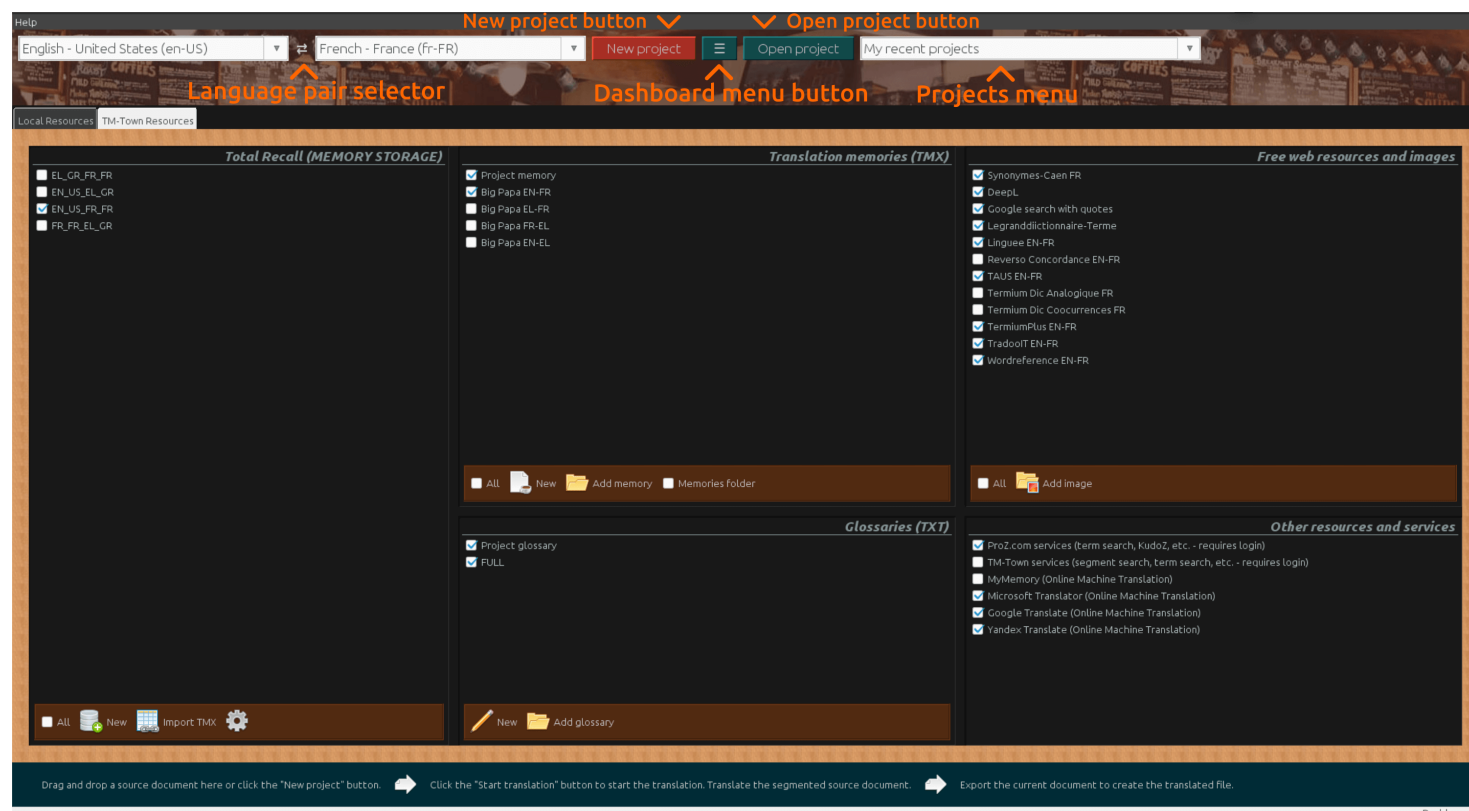 Help
New project button
Open project button
English - United States (en-US)
French - France (fr-FR)
New project
Open project
My recent projects
Language pair selector
Dashboard menu button
Projects menu
Local Resources
TM-Town Resources
Total Recall (MEMORY STORAGE)
EL_GR_FR_FR
EN_US_EL_GR
EN_US_FR_FR
FR_FR_EL_GR
All
New
Import TMX
Translation memories (TMX)
Project memory
Big Papa EN-FR
Big Papa EL-FR
Big Papa FR-EL
Big Papa EN-EL
All
New
Add memory
Memories folder
Glossaries (TXT)
Project glossary
FULL
New
Add glossary
Free web resources and images
Synonymes-Caen FR
DeepL
Google search with quotes
Legranddiictionnaire-Terme
Linguee EN-FR
Reverso Concordance EN-FR
TAUS EN-FR
Termium Dic Analogique FR
Termium Dic Coocurrences FR
TermiumPlus EN-FR
TradooIT EN-FR
Wordreference EN-FR
All
Add image
Other resources and services
ProZ.com services (term search, KudoZ, etc. - requires login)
TM-Town services (segment search, term search, etc. - requires login)
MyMemory (Online Machine Translation)
Microsoft Translator (Online Machine Translation)
Google Translate (Online Machine Translation)
Yandex Translate (Online Machine Translation)
Drag and drop a source document here or click the "New project" button.
Click the "Start translation" button to start the translation. Translate the segmented source document.
Export the current document to create the translated file.